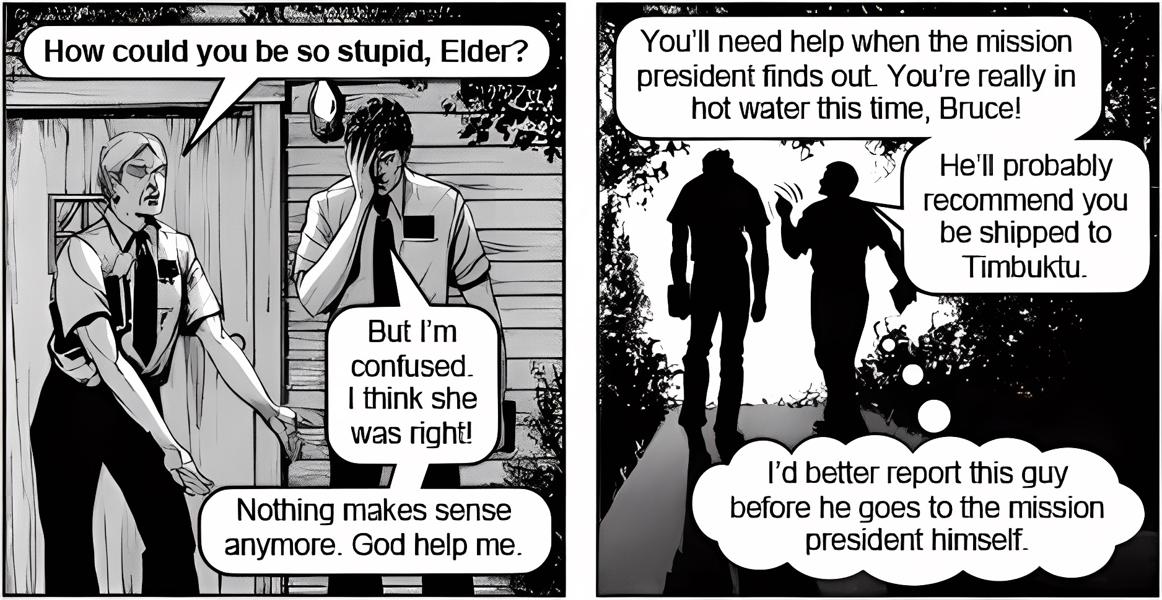 How could you be so stupid, Elder?
But I'm
confused.
I think she
was right!
Nothing makes sense
anymore. God help me.
You'll need help when the mission
president finds out. You're really in
hot water this time, Bruce!
He'll probably
recommend you
be shipped to
Timbuktu.
I'd better report this guy
before he goes to the mission
president himself.